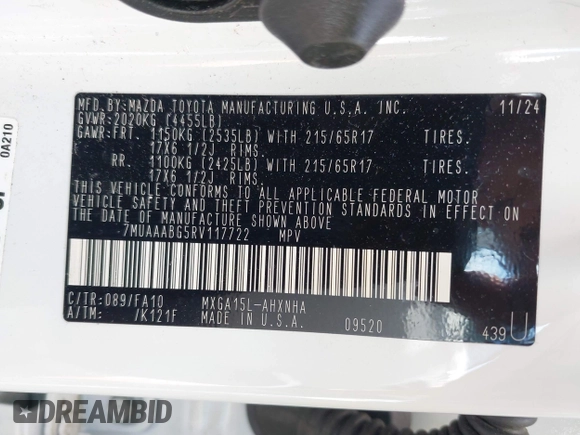 MFD.BY:MAZDA TOYOTA MANUFACTURING U.S.A. INC. 11/24
GVWR:2020KG (4455LB)
GAWR:FRT. 1150KG (2535LB) WITH 215/65R17 TIRES.
17X6 1/2J RIMS.
RR. 1100KG (2425LB) WITH 215/65R17 TIRES.
17X6 1/2J RIMS.
THIS VEHICLE CONFORMS TO ALL APPLICABLE FEDERAL MOTOR
VEHICLE SAFETY AND THEFT PREVENTION STANDARDS IN EFFECT ON
THE DATE OF MANUFACTURE SHOWN ABOVE.
7MUAAABG5RV117722 MPV
C/TR:089/FA10 MXGA15L-AHXNHA
A/TM: /K121F MADE IN U.S.A. 09520 439 U
0A210
DREAMBID